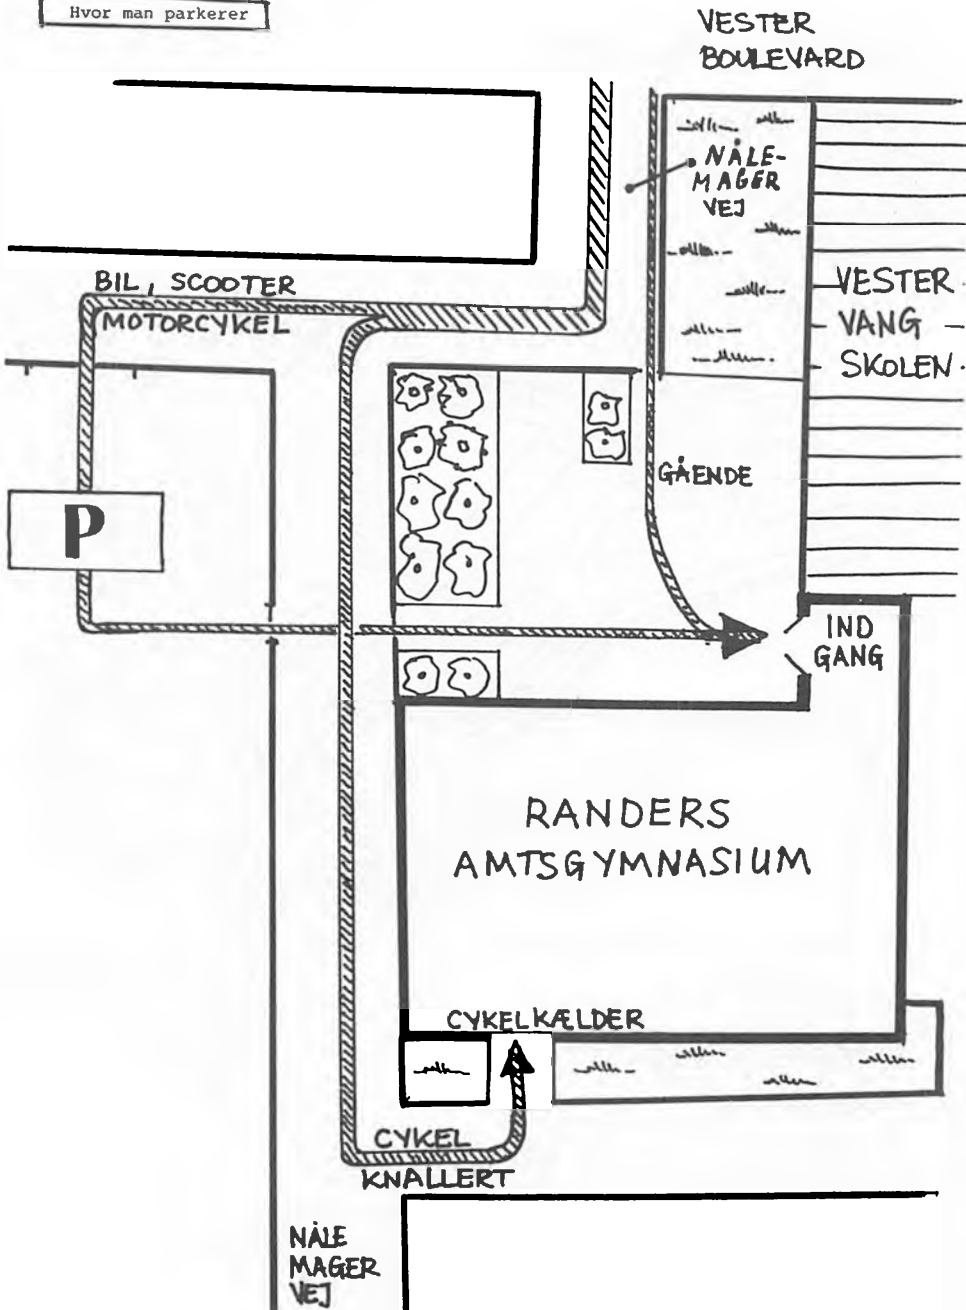 Hvor man parkerer
VESTER
BOULEVARD
NÅLE-
MAGER
VEJ
BIL, SCOOTER
MOTORCYKEL
VESTER
VANG
SKOLEN
GÅENDE
P
IND
GANG
RANDERS
AMTSGYMNASIUM
CYKELKÆLDER
CYKEL
KNALLERT
NÅLE
MAGER
VEJ